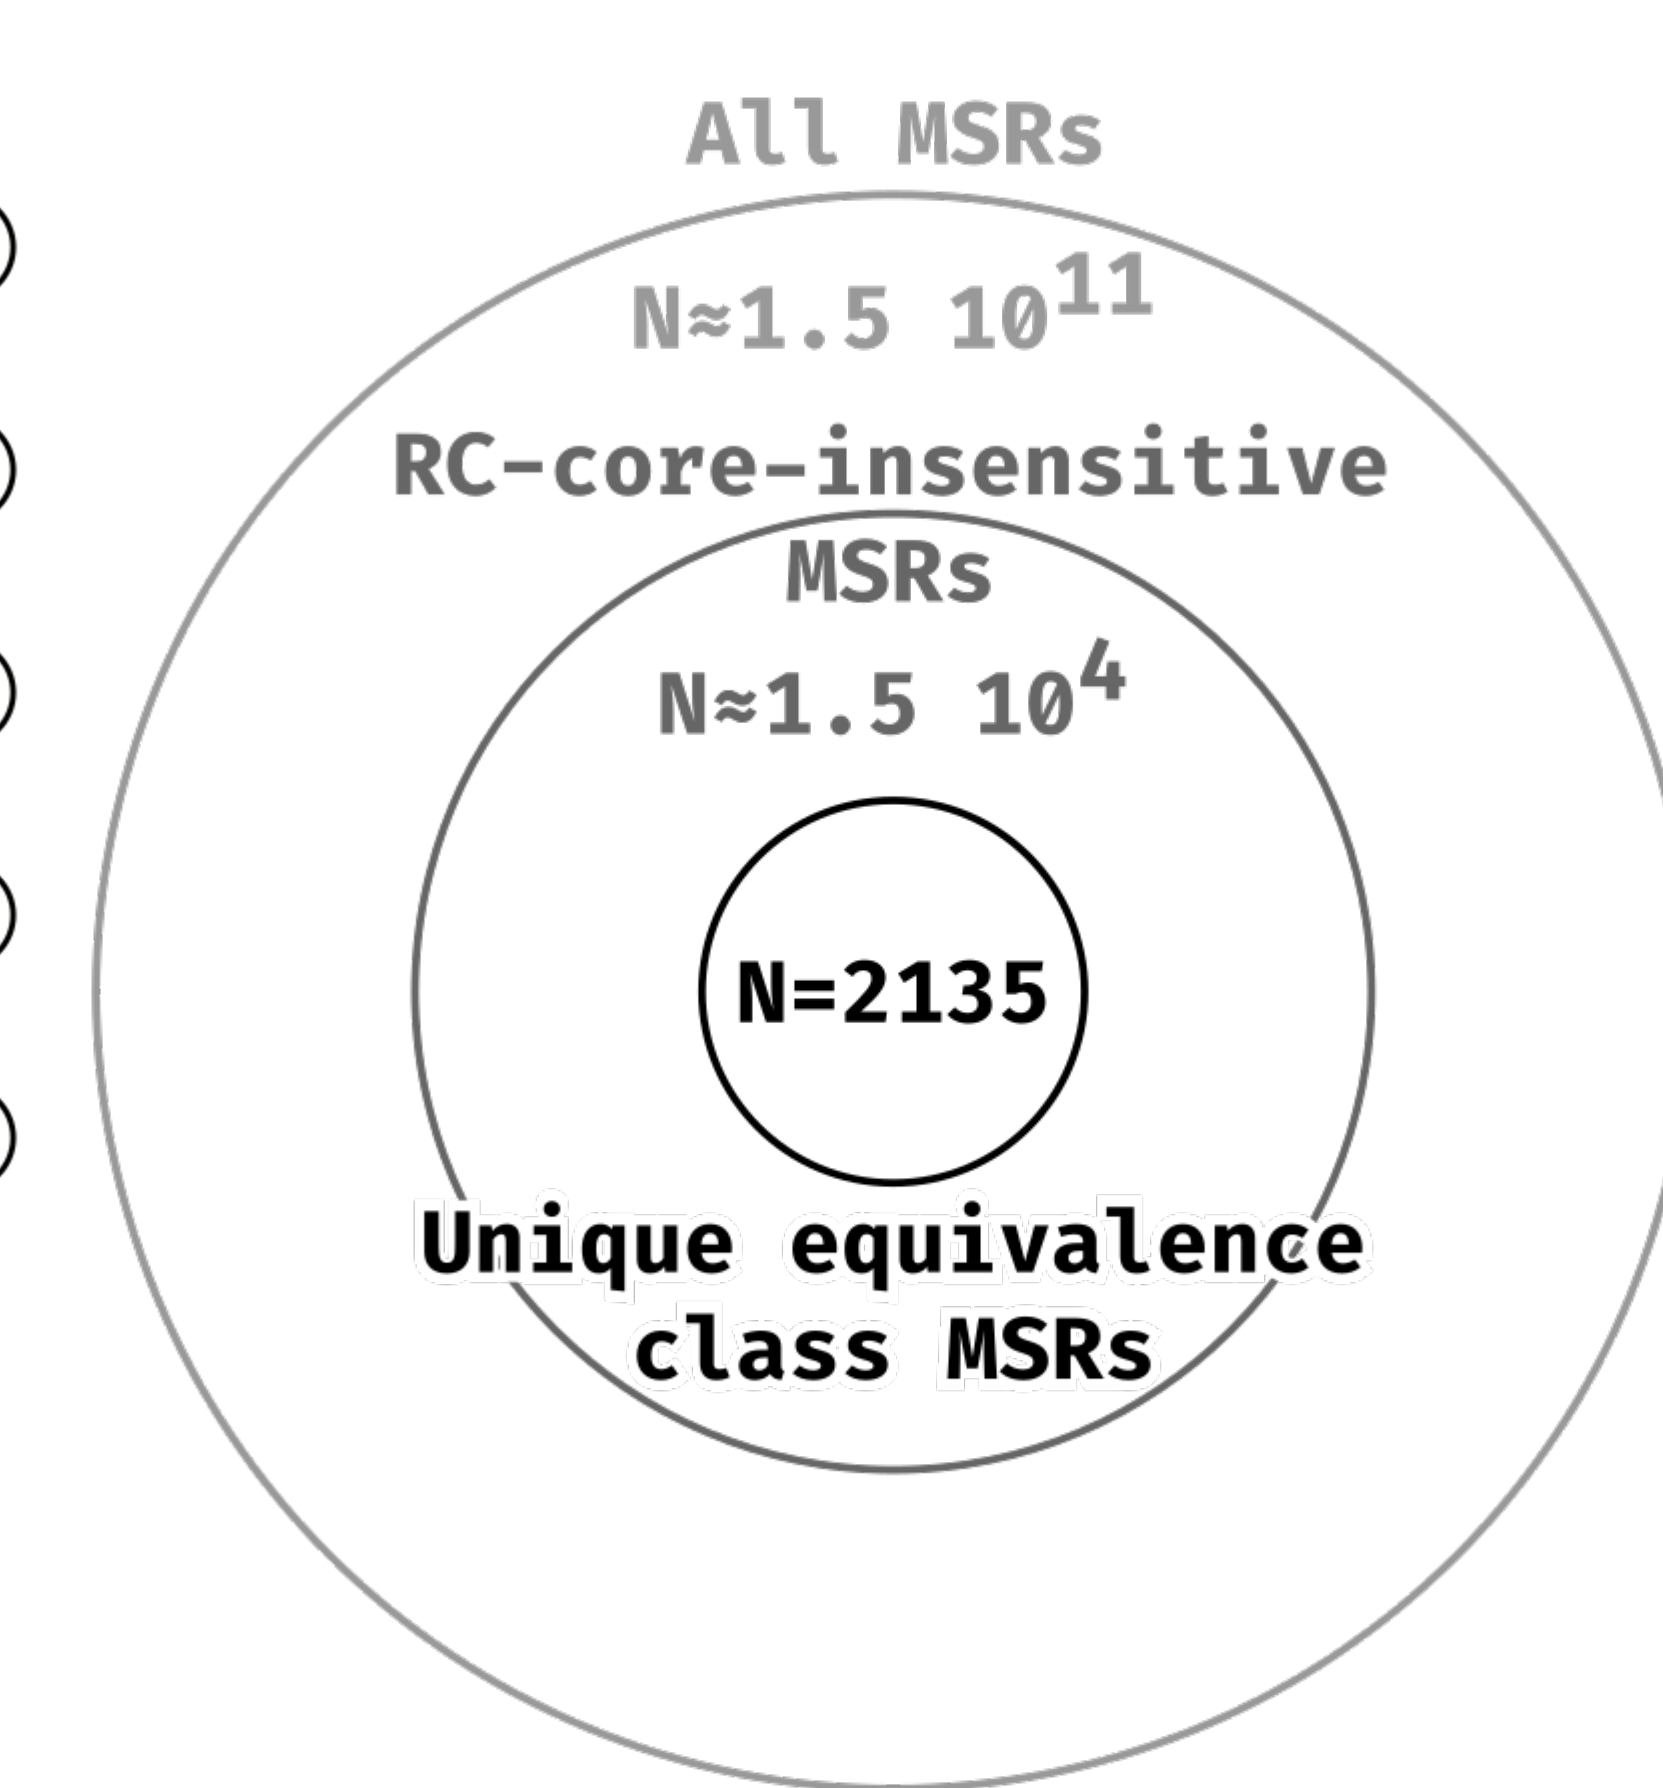 All MSRs
N≈1.5 10¹¹
RC-core-insensitive
MSRs
N≈1.5 10⁴
N=2135
Unique equivalence
class MSRs